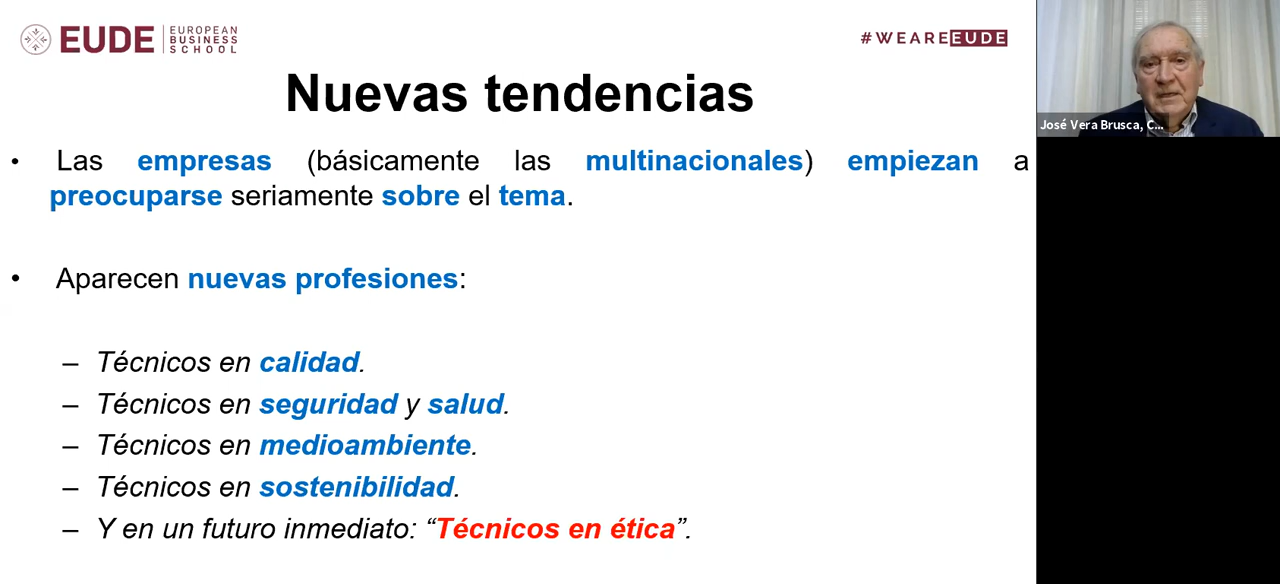 EUDE
EUROPEAN
BUSINESS
SCHOOL
#WEAREEUDE
José Vera Brusca, C...
Nuevas tendencias
• Las empresas (básicamente las multinacionales) empiezan a
preocuparse seriamente sobre el tema.
• Aparecen nuevas profesiones:
– Técnicos en calidad.
– Técnicos en seguridad y salud.
– Técnicos en medioambiente.
– Técnicos en sostenibilidad.
– Y en un futuro inmediato: “Técnicos en ética”.